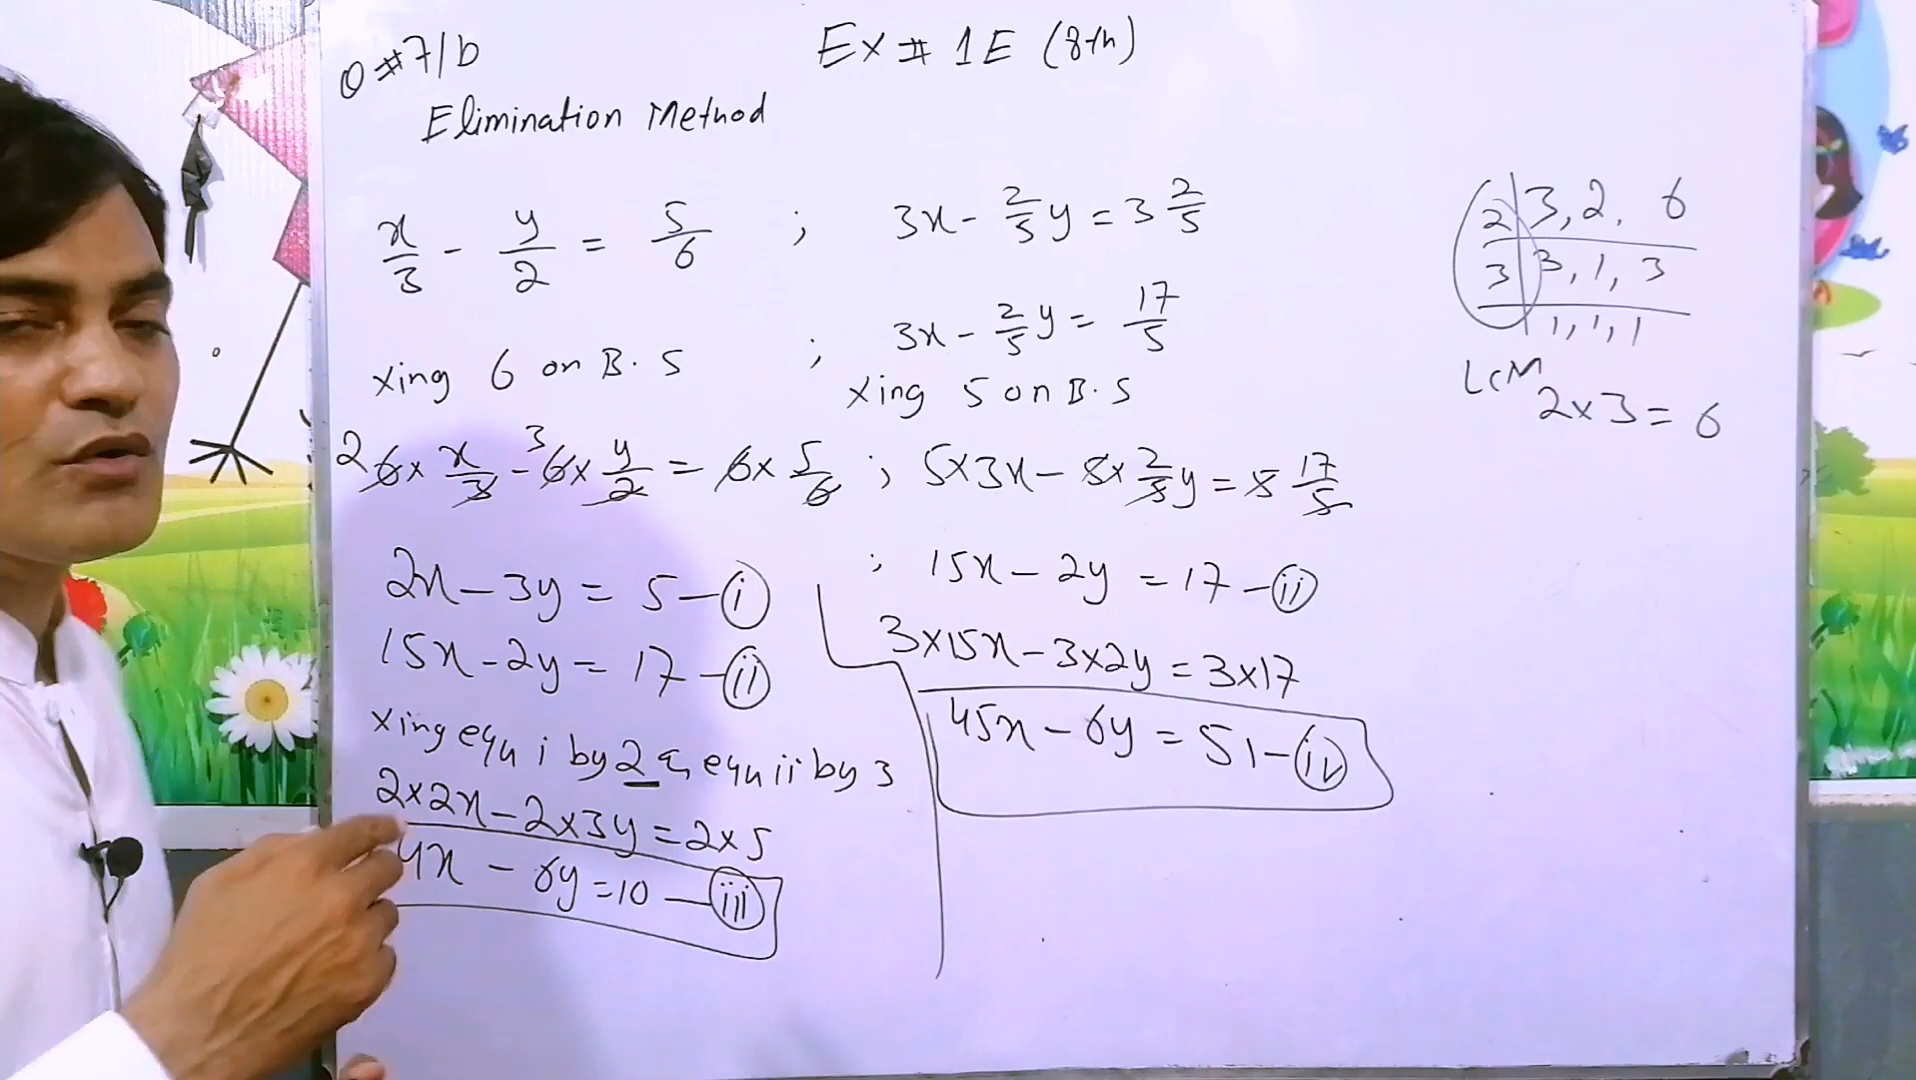 Q #7/b
Ex # 1E (8th)
Elimination Method
x/3 - y/2 = 5/6 ; 3x - 2/5 y = 3 2/5
; 3x - 2/5 y = 17/5
xing 6 on B.S
xing 5 on B.S
2 6 x x/3 - 3 6 x y/2 = 6 x 5/6 ; 5x3x - 5x 2/5 y = 5 17/5
2x - 3y = 5 - (i)
; 15x - 2y = 17 - (ii)
15x - 2y = 17 - (ii)
xing equ i by 2 & equ ii by 3
2x2x - 2x3y = 2x5
4x - 6y = 10 - (iii)
3x15x - 3x2y = 3x17
45x - 6y = 51 - (iv)
2 | 3, 2, 6
3 | 3, 1, 3
1, 1, 1
LCM
2x3 = 6